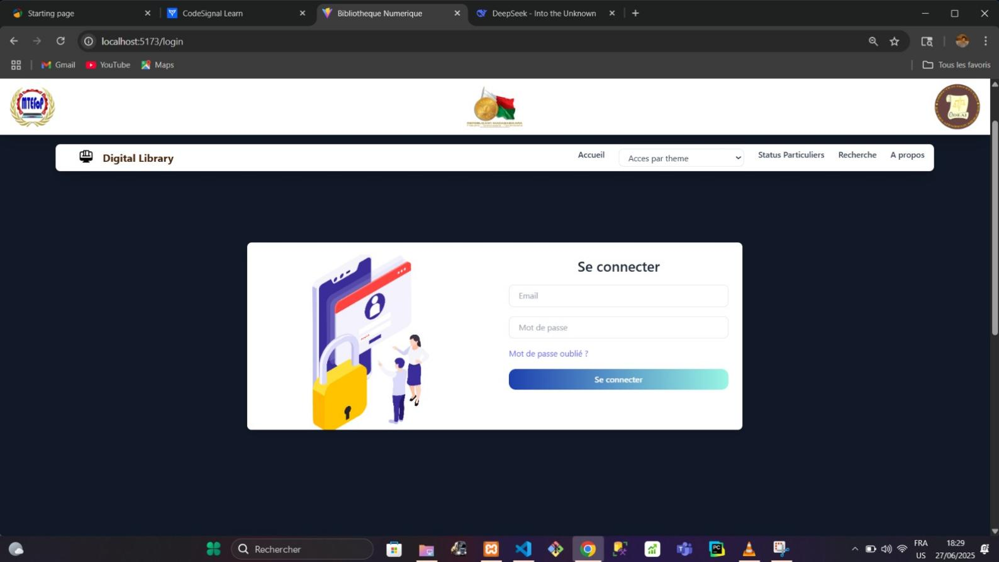 Starting page
CodeSignal Learn
Bibliotheque Numerique
DeepSeek - Into the Unknown
localhost:5173/login
Gmail
YouTube
Maps
Tous les favoris
MTEFoP
REPOBLIKAN'I MADAGASIKARA
Digital Library
Accueil
Acces par theme
Status Particuliers
Recherche
A propos
Se connecter
Email
Mot de passe
Mot de passe oublié ?
Se connecter
Rechercher
FRA
US
18:29
27/06/2025